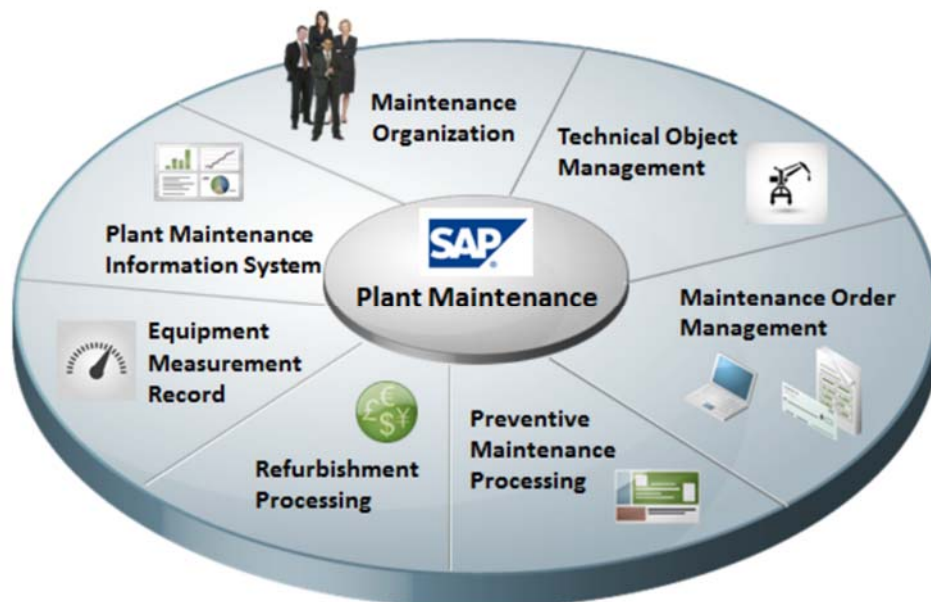 Maintenance
Organization
Technical Object
Management
Maintenance Order
Management
Preventive
Maintenance
Processing
Refurbishment
Processing
Equipment
Measurement
Record
Plant Maintenance
Information System
SAP
Plant Maintenance